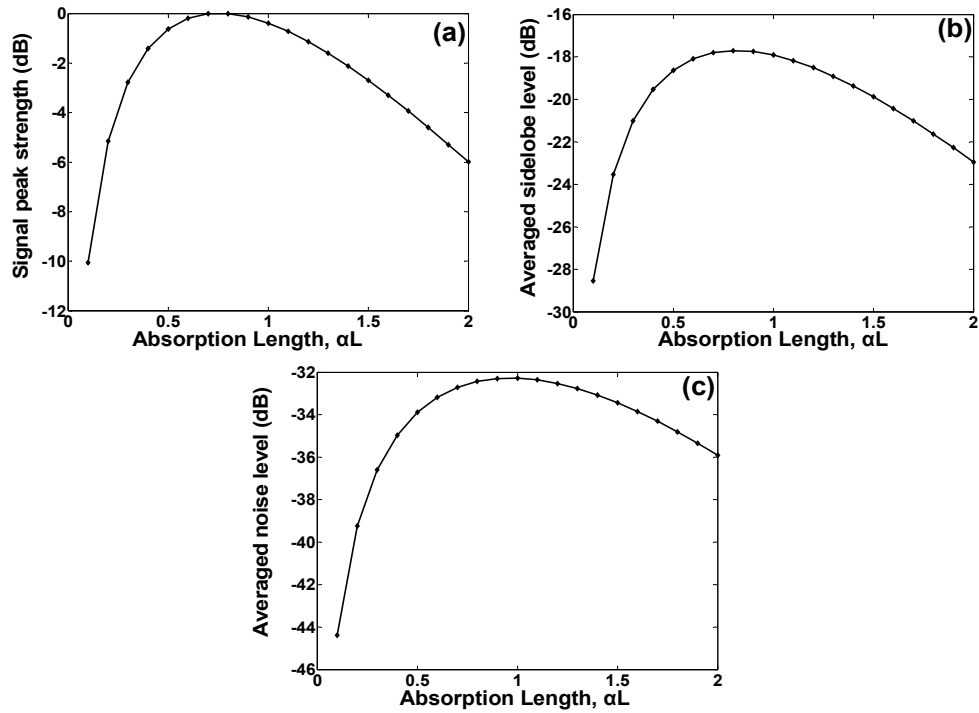 (a)
Signal peak strength (dB)
0
-2
-4
-6
-8
-10
-12
0 0.5 1 1.5 2
Absorption Length, αL
(b)
Averaged sidelobe level (dB)
-16
-18
-20
-22
-24
-26
-28
-30
0 0.5 1 1.5 2
Absorption Length, αL
(c)
Averaged noise level (dB)
-32
-34
-36
-38
-40
-42
-44
-46
0 0.5 1 1.5 2
Absorption Length, αL